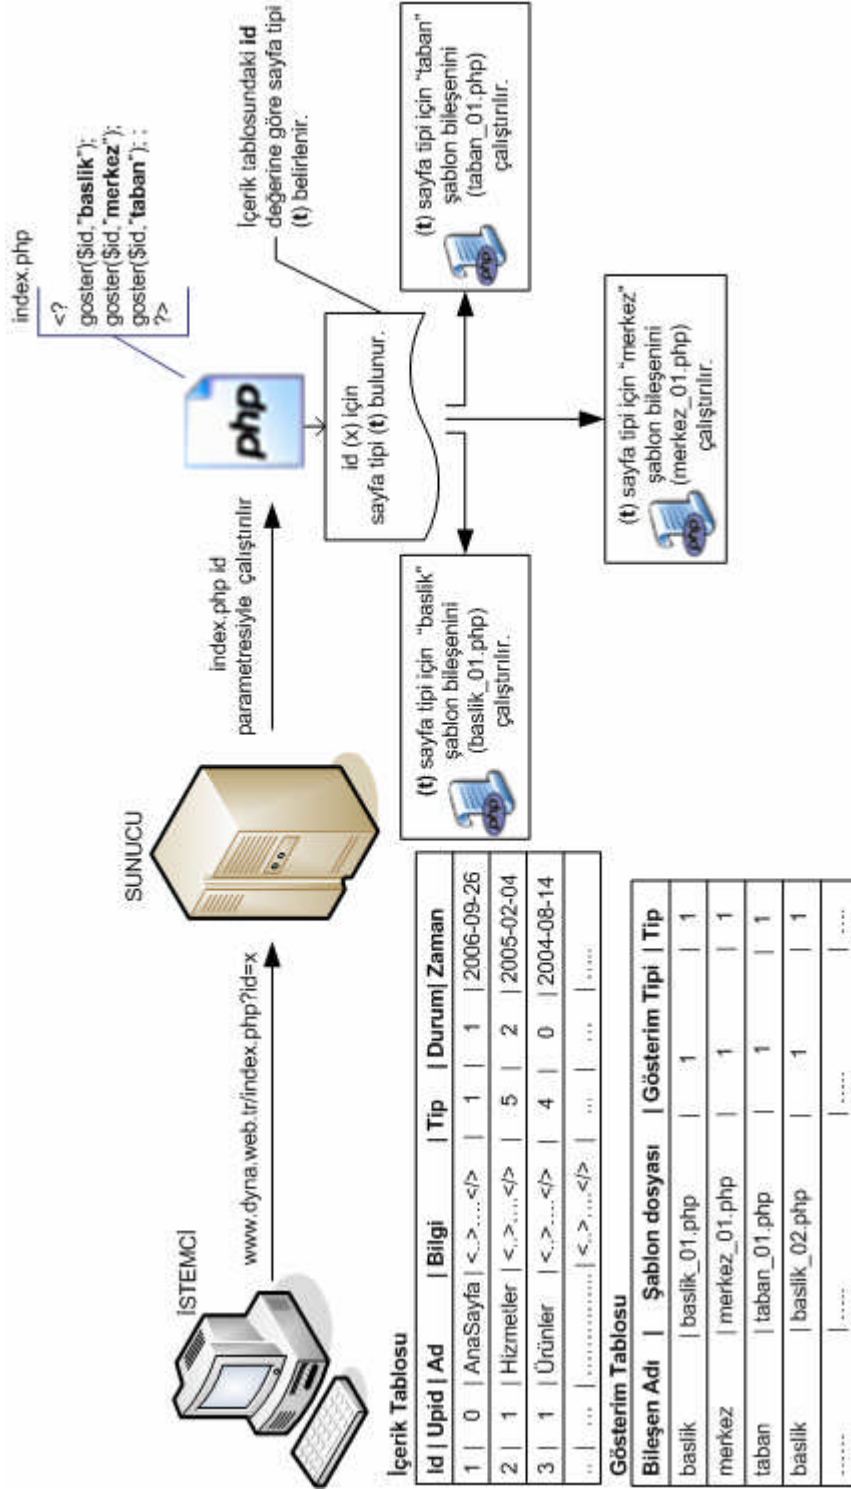 İSTEMCİ
www.dyna.web.tr/index.php?id=x
SUNUCU
index.php id
parametresiyle çalıştırılır
index.php
<?
goster($id,"baslik");
goster($id,"merkez");
goster($id,"taban"); ;
?>
php
id (x) için
sayfa tipi (t) bulunur.
İçerik tablosundaki id
değerine göre sayfa tipi
(t) belirlenir.
(t) sayfa tipi için "baslik"
şablon bileşenini
(baslik_01.php)
çalıştırılır.
php
(t) sayfa tipi için "merkez"
şablon bileşenini
(merkez_01.php)
çalıştırılır.
php
(t) sayfa tipi için "taban"
şablon bileşenini
(taban_01.php)
çalıştırılır.
php
İçerik Tablosu
Id | Upid | Ad | Bilgi | Tip | Durum| Zaman
1 | 0 | AnaSayfa | <..>....</> | 1 | 1 | 2006-09-26
2 | 1 | Hizmetler | <..>....</> | 5 | 2 | 2005-02-04
3 | 1 | Ürünler | <..>....</> | 4 | 0 | 2004-08-14
.. | ... | ................ | <..>....</> | ... | ... | .....
Gösterim Tablosu
Bileşen Adı | Şablon dosyası | Gösterim Tipi | Tip
baslik | baslik_01.php | 1 | 1
merkez | merkez_01.php | 1 | 1
taban | taban_01.php | 1 | 1
baslik | baslik_02.php | 1 | 1
...... | ...... | ..... | ....